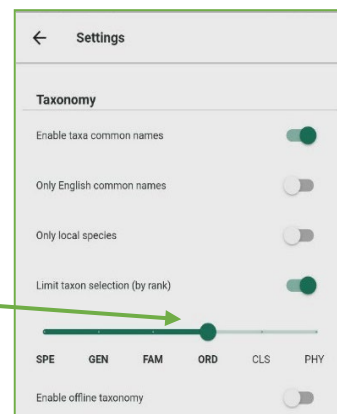 Settings
Taxonomy
Enable taxa common names
Only English common names
Only local species
Limit taxon selection (by rank)
SPE GEN FAM ORD CLS PHY
Enable offline taxonomy